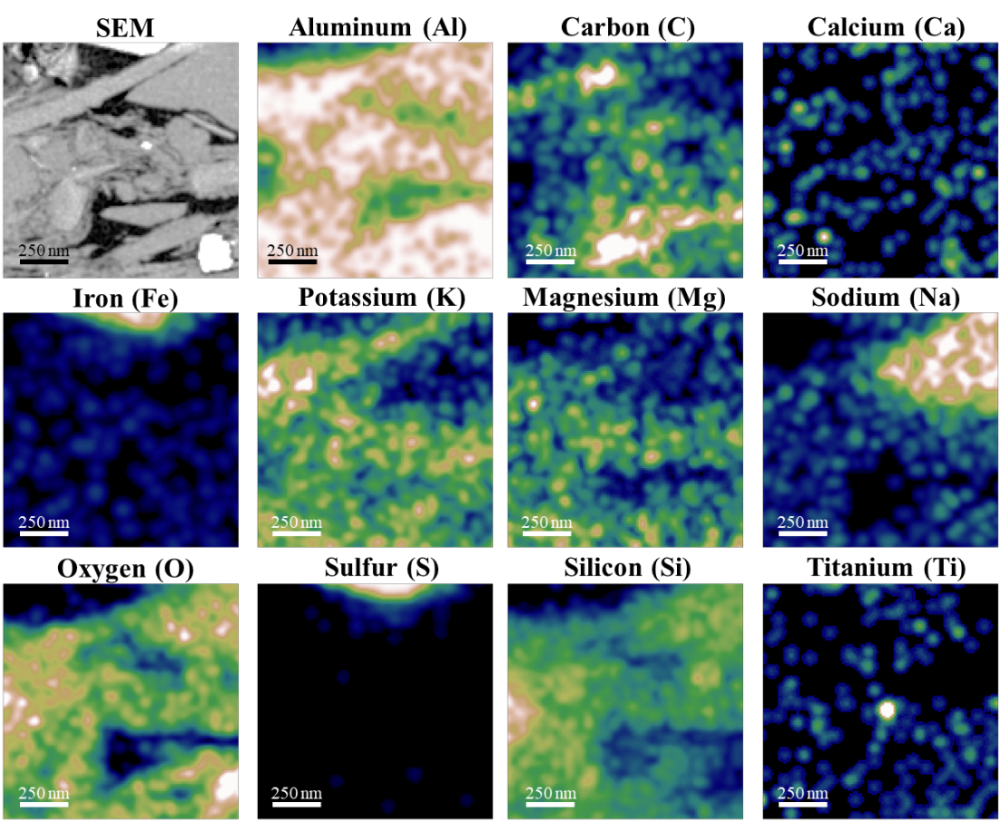 SEM
Aluminum (Al)
Carbon (C)
Calcium (Ca)
250 nm
250 nm
250 nm
250 nm
Iron (Fe)
Potassium (K)
Magnesium (Mg)
Sodium (Na)
250 nm
250 nm
250 nm
250 nm
Oxygen (O)
Sulfur (S)
Silicon (Si)
Titanium (Ti)
250 nm
250 nm
250 nm
250 nm